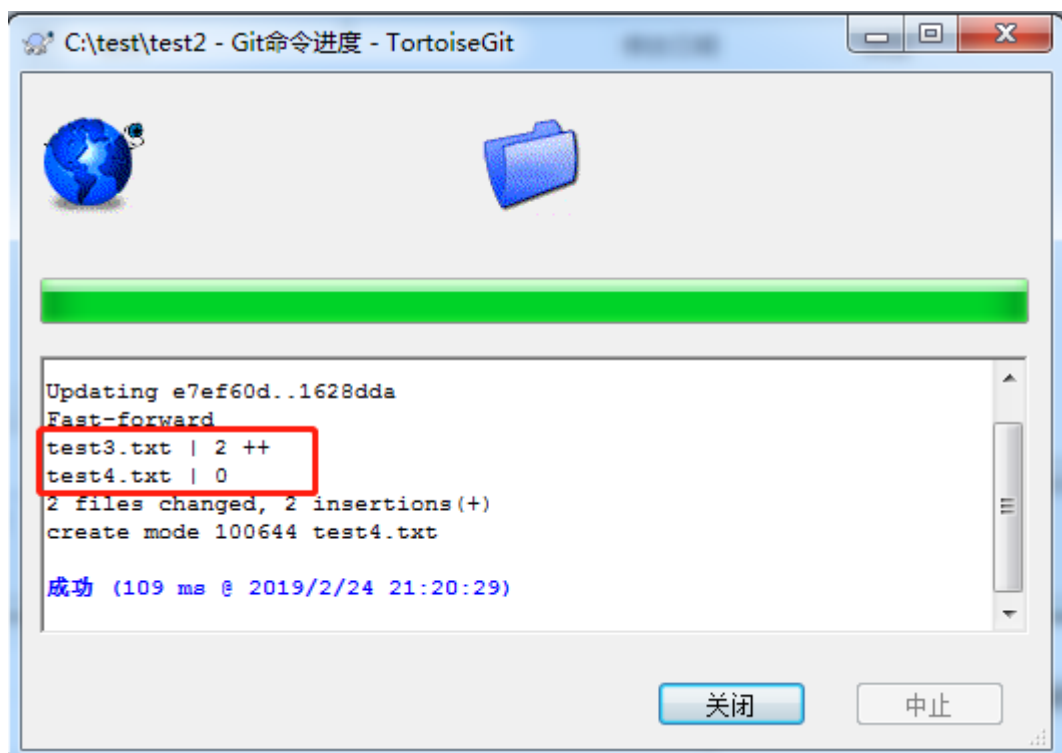 C:\test\test2 - Git命令进度 - TortoiseGit
Updating e7ef60d..1628dda
Fast-forward
test3.txt | 2 ++
test4.txt | 0
2 files changed, 2 insertions(+)
create mode 100644 test4.txt
成功 (109 ms @ 2019/2/24 21:20:29)
关闭
中止